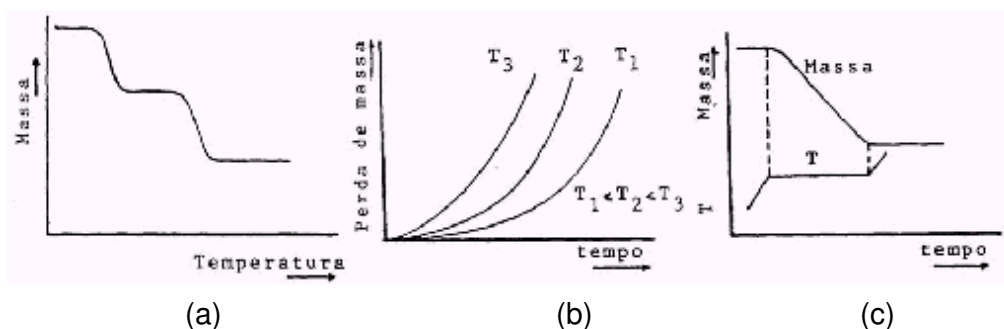 Massa
Temperatura
(a)
Perda de massa
T3
T2
T1
T1<T2<T3
tempo
(b)
Massa
Massa
T
T
tempo
(c)